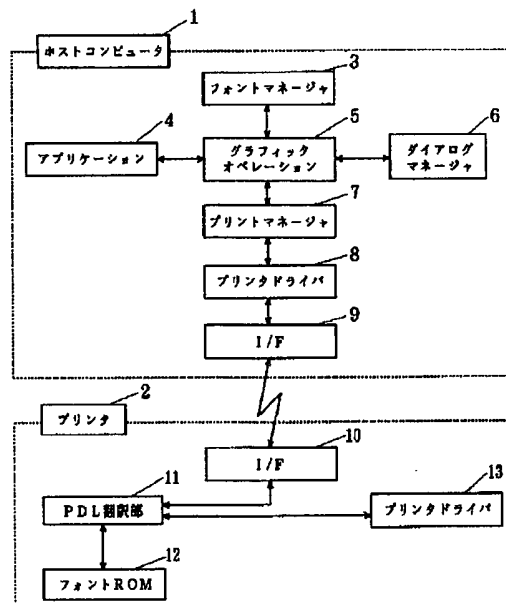 1
ホストコンピュータ
3
フォントマネージャ
4
アプリケーション
5
グラフィック
オペレーション
6
ダイアログ
マネージャ
7
プリントマネージャ
8
プリンタドライバ
9
I/F
2
プリンタ
10
I/F
11
PDL翻訳部
13
プリンタドライバ
12
フォントROM